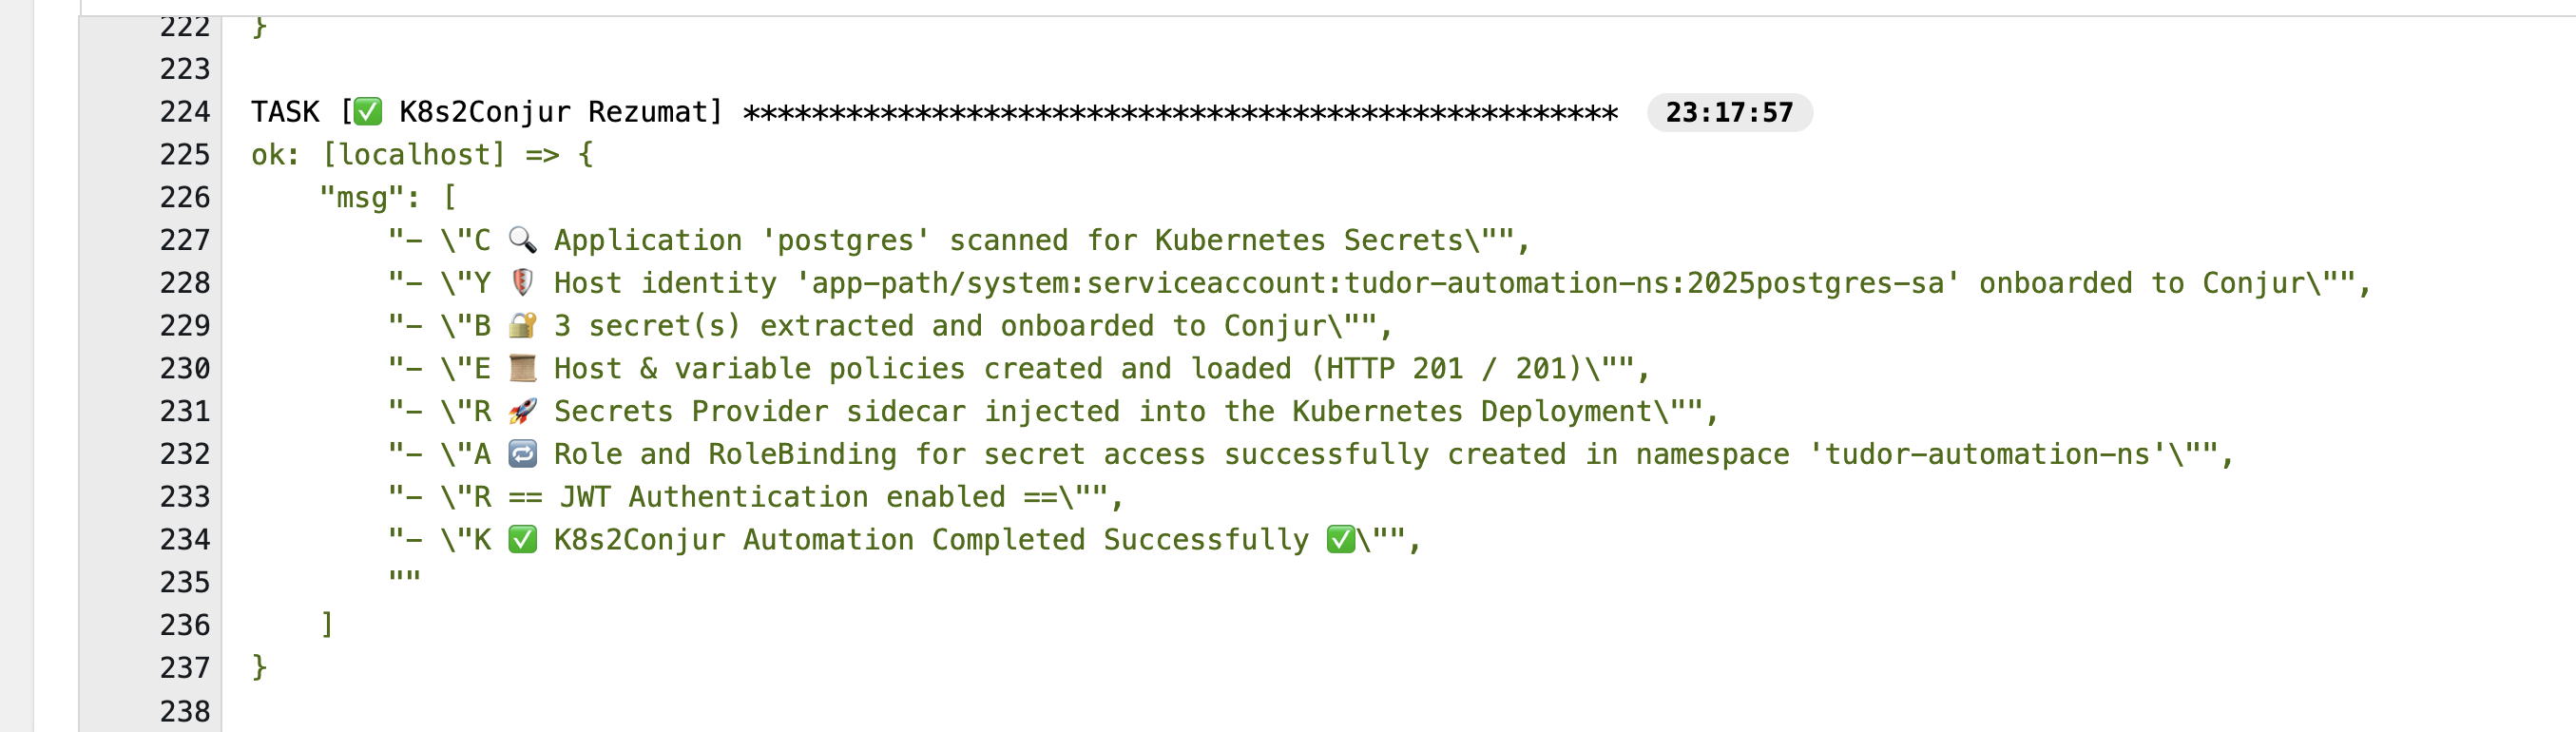 222 }
223
224 TASK [✅ K8s2Conjur Rezumat] *************************************************** 23:17:57
225 ok: [localhost] => {
226     "msg": [
227         "– \"C 🔍 Application 'postgres' scanned for Kubernetes Secrets\"",
228         "– \"Y 🛡️ Host identity 'app-path/system:serviceaccount:tudor-automation-ns:2025postgres-sa' onboarded to Conjur\"",
229         "– \"B 🔐 3 secret(s) extracted and onboarded to Conjur\"",
230         "– \"E 📜 Host & variable policies created and loaded (HTTP 201 / 201)\"",
231         "– \"R 🚀 Secrets Provider sidecar injected into the Kubernetes Deployment\"",
232         "– \"A 🔁 Role and RoleBinding for secret access successfully created in namespace 'tudor-automation-ns'\"",
233         "– \"R == JWT Authentication enabled ==\"",
234         "– \"K ✅ K8s2Conjur Automation Completed Successfully ✅\"",
235         ""
236     ]
237 }
238